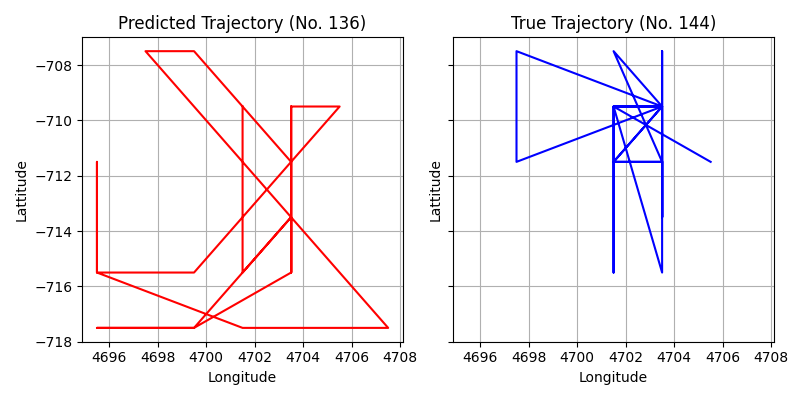 Predicted Trajectory (No. 136)
True Trajectory (No. 144)
Lattitude
−708
−710
−712
−714
−716
−718
4696 4698 4700 4702 4704 4706 4708
Longitude
Lattitude
4696 4698 4700 4702 4704 4706 4708
Longitude